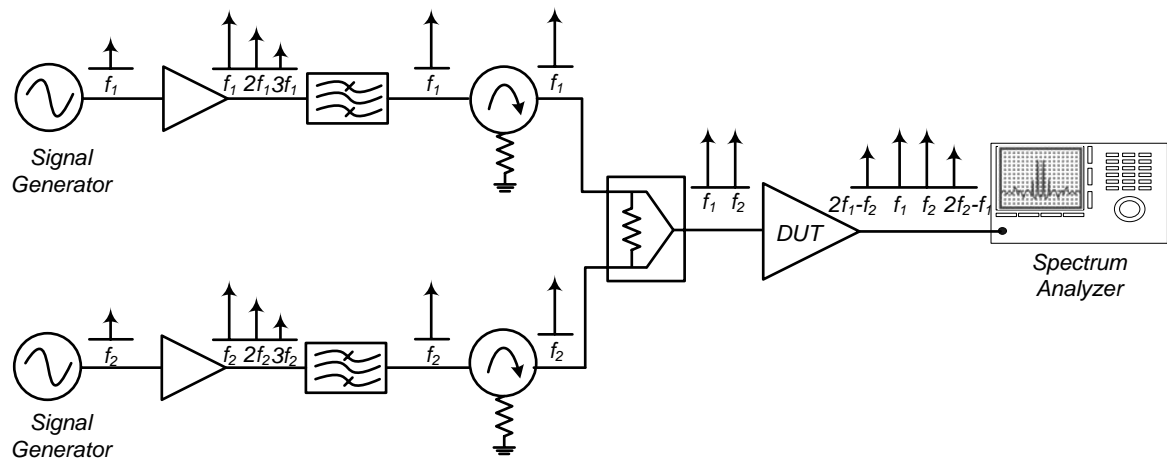 f₁
f₁ 2f₁ 3f₁
f₁
f₁
Signal
Generator
f₁ f₂
DUT
2f₁-f₂ f₁ f₂ 2f₂-f₁
Spectrum
Analyzer
f₂
f₂ 2f₂ 3f₂
f₂
f₂
Signal
Generator